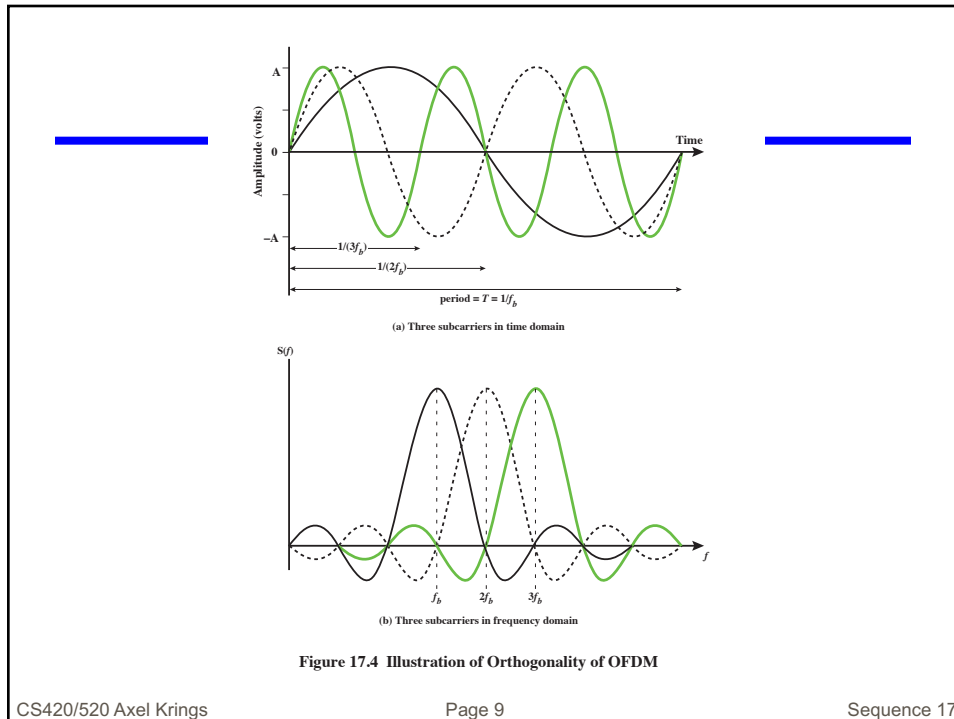 A
Time
0
Amplitude (volts)
–A
1/(3f_b)
1/(2f_b)
period = T = 1/f_b
(a) Three subcarriers in time domain
S(f)
f
f_b 2f_b 3f_b
(b) Three subcarriers in frequency domain
Figure 17.4 Illustration of Orthogonality of OFDM
CS420/520 Axel Krings Page 9 Sequence 17